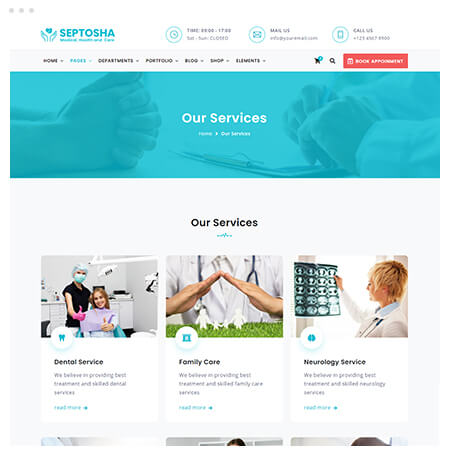 SEPTOSHA
Medical Health and Care
TIME: 09:00 - 17:00
Sat - Sun: CLOSED
MAIL US
info@youremail.com
CALL US
+123 4567 8900
HOME
PAGES
DEPARTMENTS
PORTFOLIO
BLOG
SHOP
ELEMENTS
BOOK APPOINMENT
Our Services
Home
Our Services
Our Services
Dental Service
We believe in providing best
treatment and skilled dental
services
read more
Family Care
We believe in providing best
treatment and skilled family care
services
read more
Neurology Service
We believe in providing best
treatment and skilled neurology
services
read more